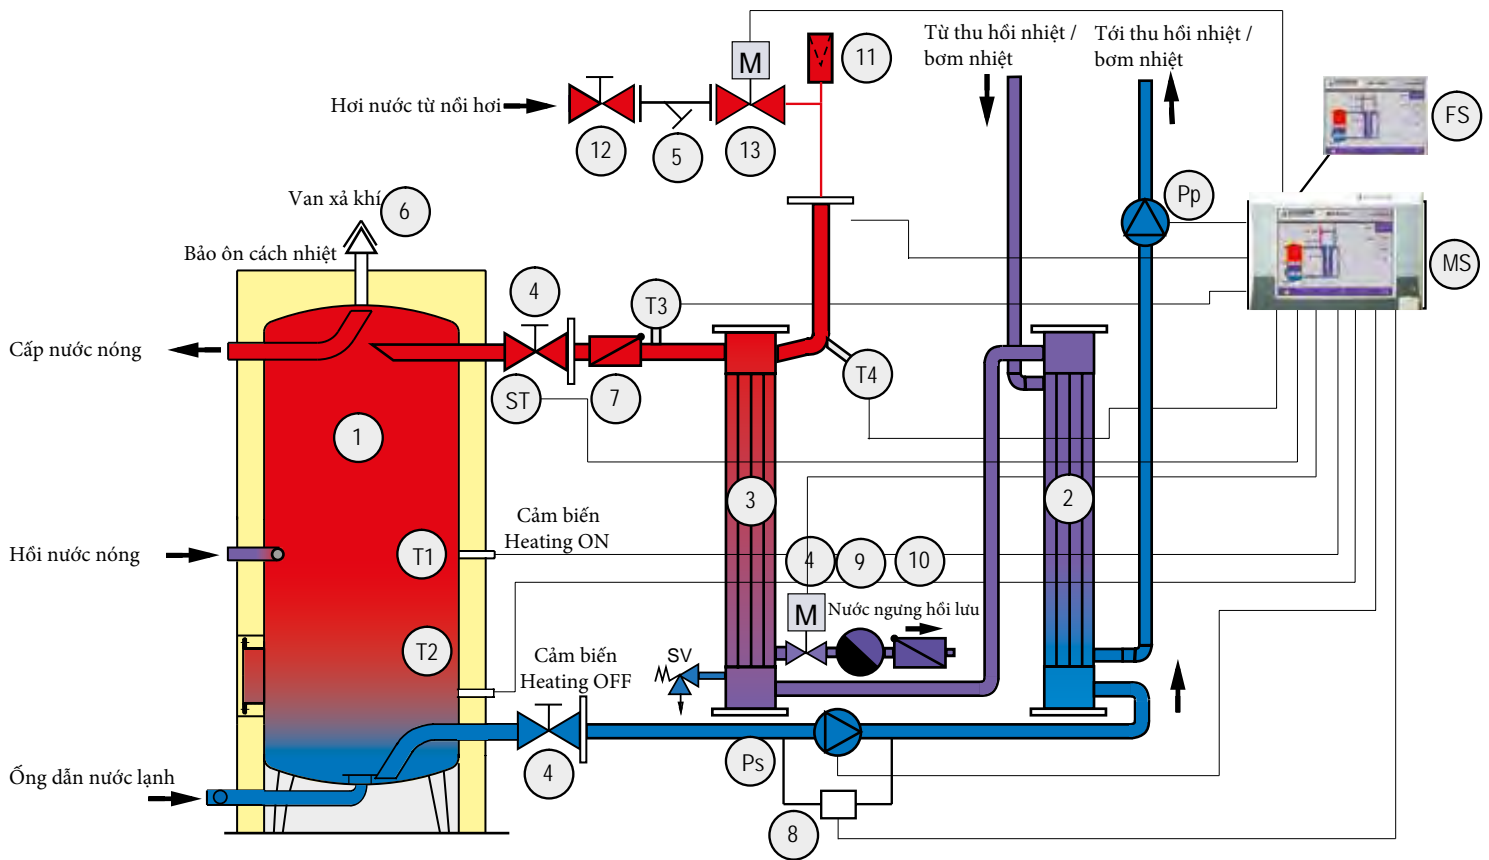 M
11
Từ thu hồi nhiệt /
bơm nhiệt
Tới thu hồi nhiệt /
bơm nhiệt
Hơi nước từ nồi hơi
12
5
13
FS
Van xả khí
6
Pp
Bảo ôn cách nhiệt
MS
4
T3
Cấp nước nóng
ST
7
T4
1
3
2
Cảm biến
Heating ON
Hồi nước nóng
T1
4
9
10
M
Nước ngưng hồi lưu
T2
Cảm biến
Heating OFF
SV
Ps
4
Ống dẫn nước lạnh
8